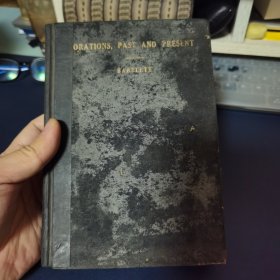 ORATIONS, PAST AND PRESENT
BARTLETT